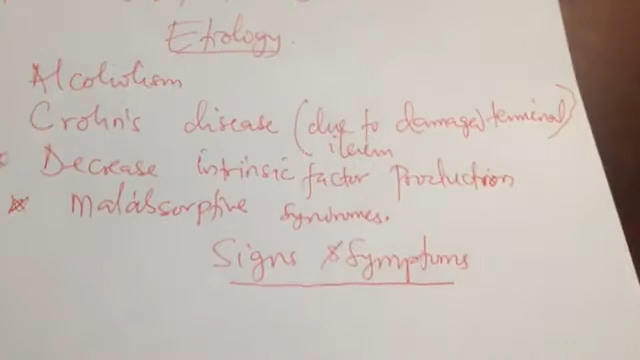 Etiology.
Alcoholism
Crohn's disease (due to damaged terminal)
ileum
Decrease intrinsic factor production
Malabsorptive syndromes.
Signs & Symptoms